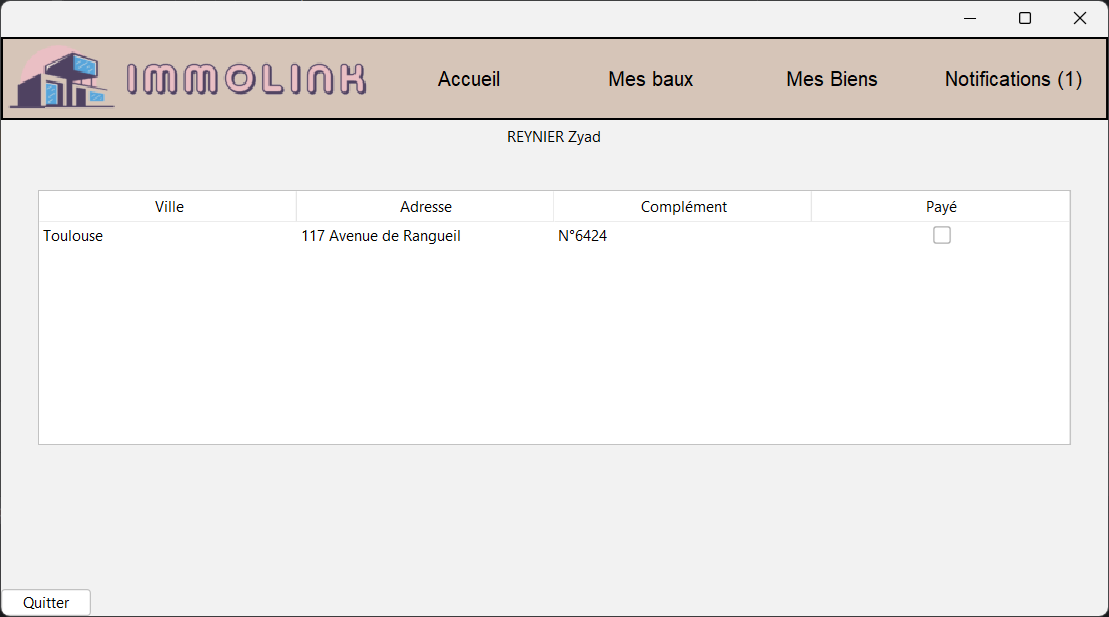 IMMOLINK Accueil Mes baux Mes Biens Notifications (1)
REYNIER Zyad
Ville Adresse Complément Payé
Toulouse 117 Avenue de Rangueil N°6424
Quitter